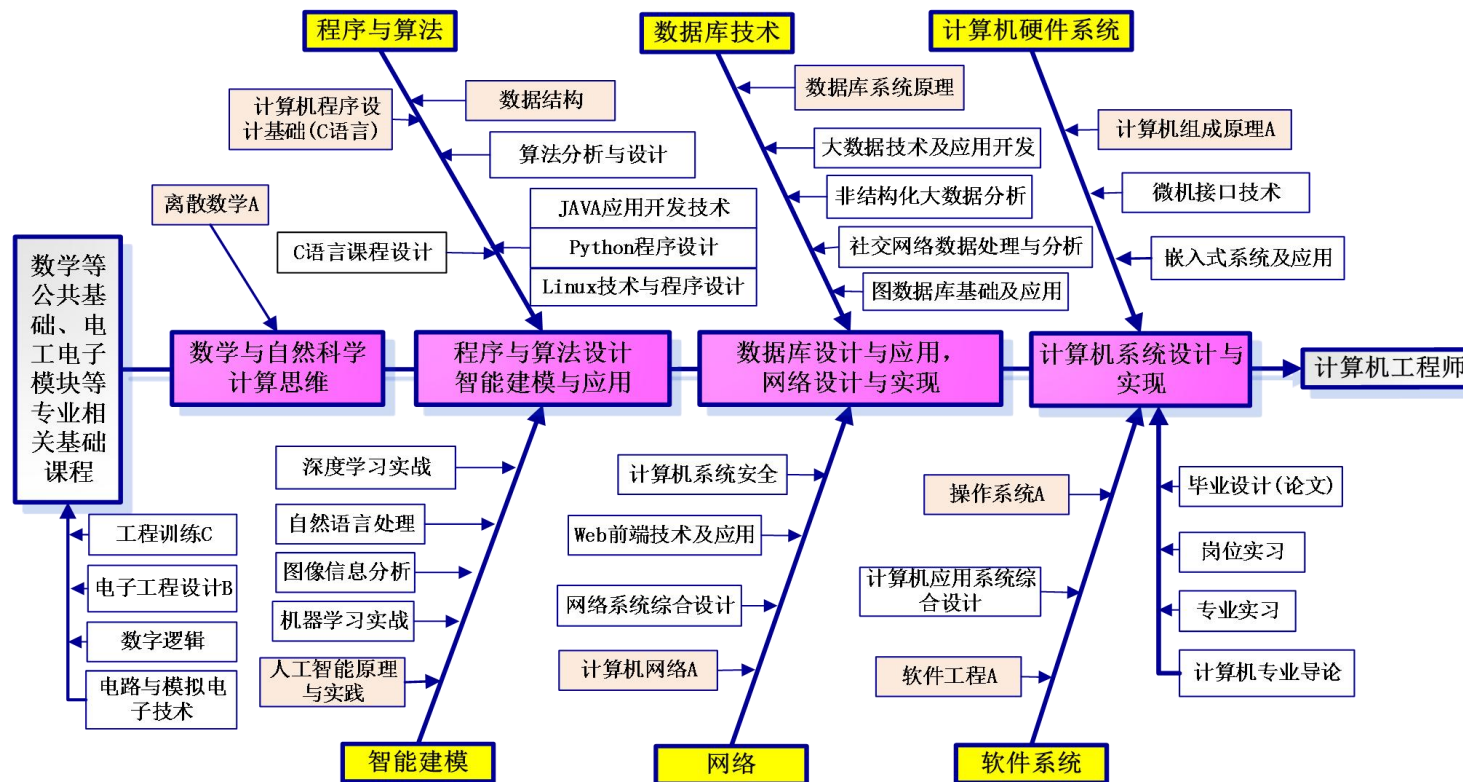 程序与算法
数据库技术
计算机硬件系统
计算机程序设
计基础(C语言)
数据结构
算法分析与设计
JAVA应用开发技术
Python程序设计
Linux技术与程序设计
C语言课程设计
离散数学A
数据库系统原理
大数据技术及应用开发
非结构化大数据分析
社交网络数据处理与分析
图数据库基础及应用
计算机组成原理A
微机接口技术
嵌入式系统及应用
数学等
公共基
础、电
工电子
模块等
专业相
关基础
课程
数学与自然科学
计算思维
程序与算法设计
智能建模与应用
数据库设计与应用，
网络设计与实现
计算机系统设计与
实现
计算机工程师
工程训练C
电子工程设计B
数字逻辑
电路与模拟电
子技术
深度学习实战
自然语言处理
图像信息分析
机器学习实战
人工智能原理
与实践
计算机系统安全
Web前端技术及应用
网络系统综合设计
计算机网络A
操作系统A
计算机应用系统综
合设计
软件工程A
毕业设计(论文)
岗位实习
专业实习
计算机专业导论
智能建模
网络
软件系统